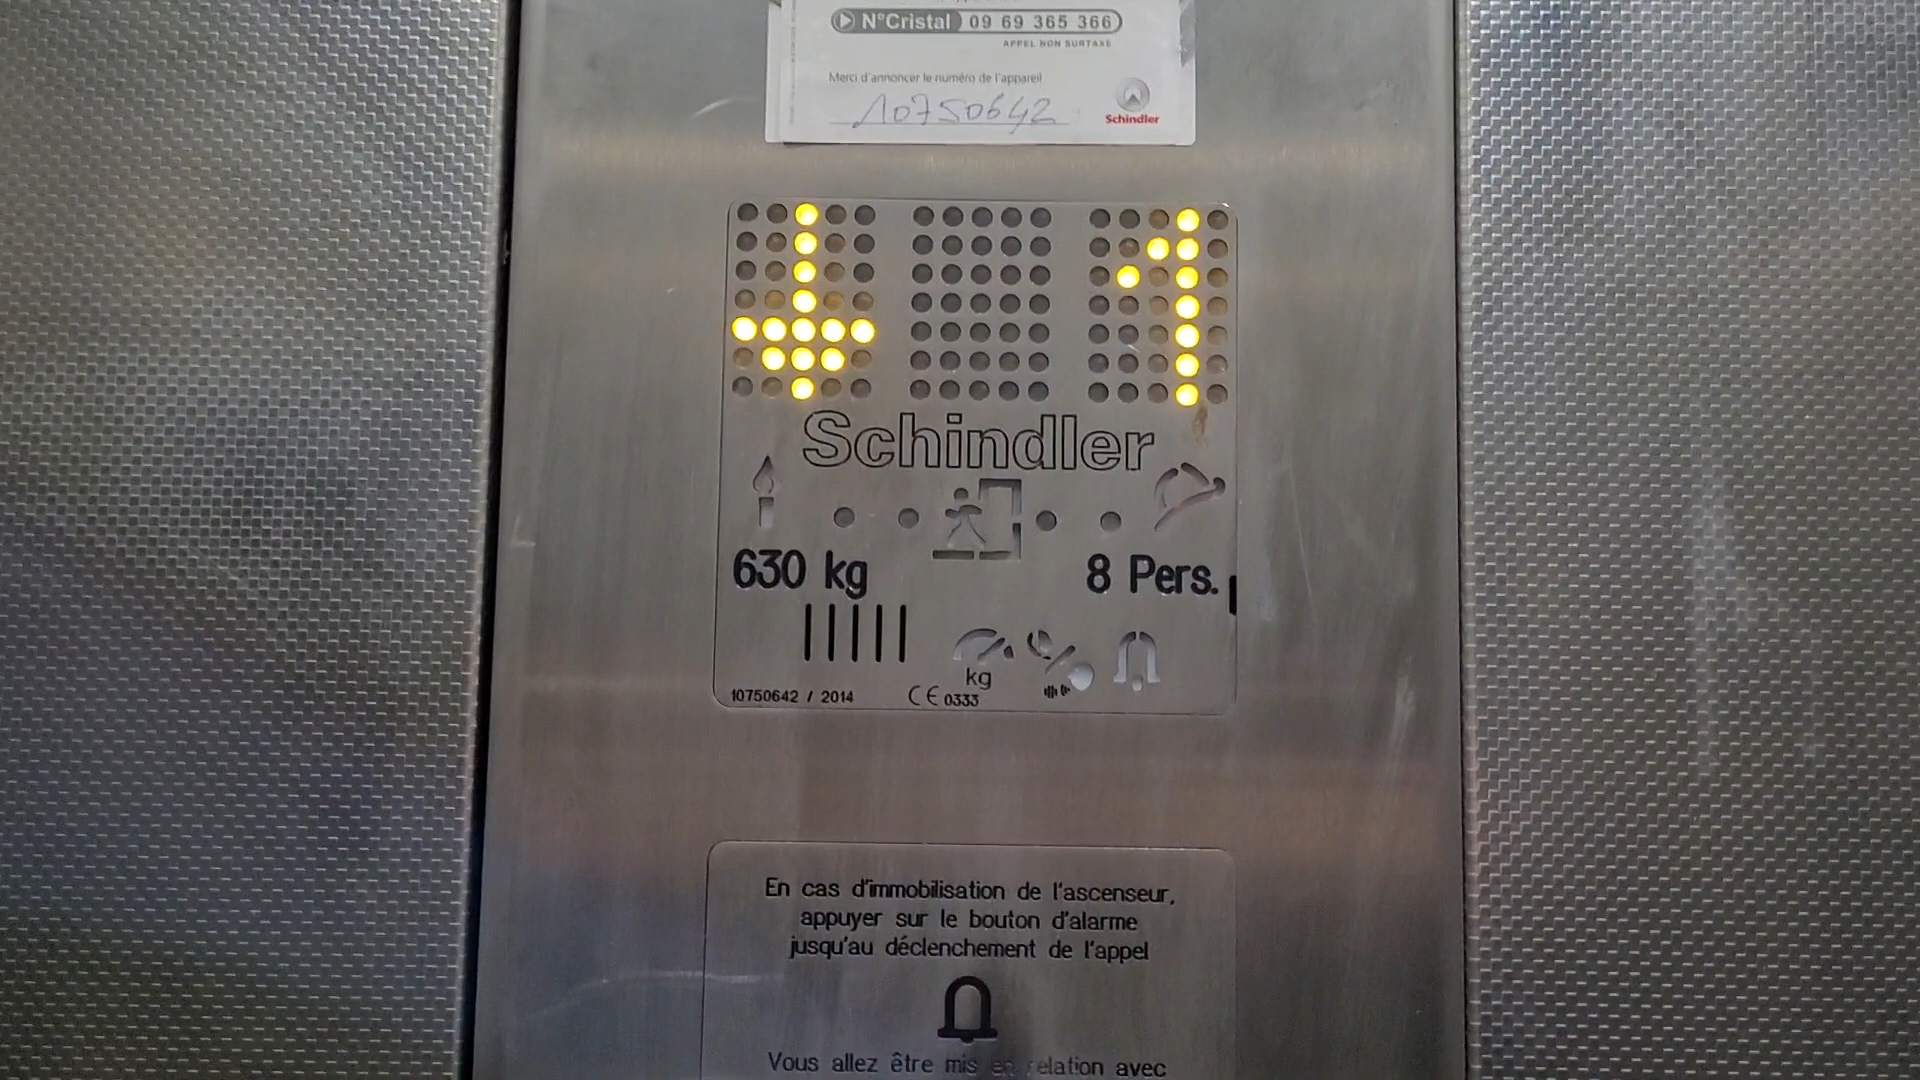 N°Cristal 09 69 365 366
APPEL NON SURTAXÉ
Merci d'annoncer le numéro de l'appareil
10750642
Schindler
1
Schindler
630 kg 8 Pers.
kg
10750642 / 2014 CE 0333
En cas d'immobilisation de l'ascenseur,
appuyer sur le bouton d'alarme
jusqu'au déclenchement de l'appel
Vous allez être mis en relation avec